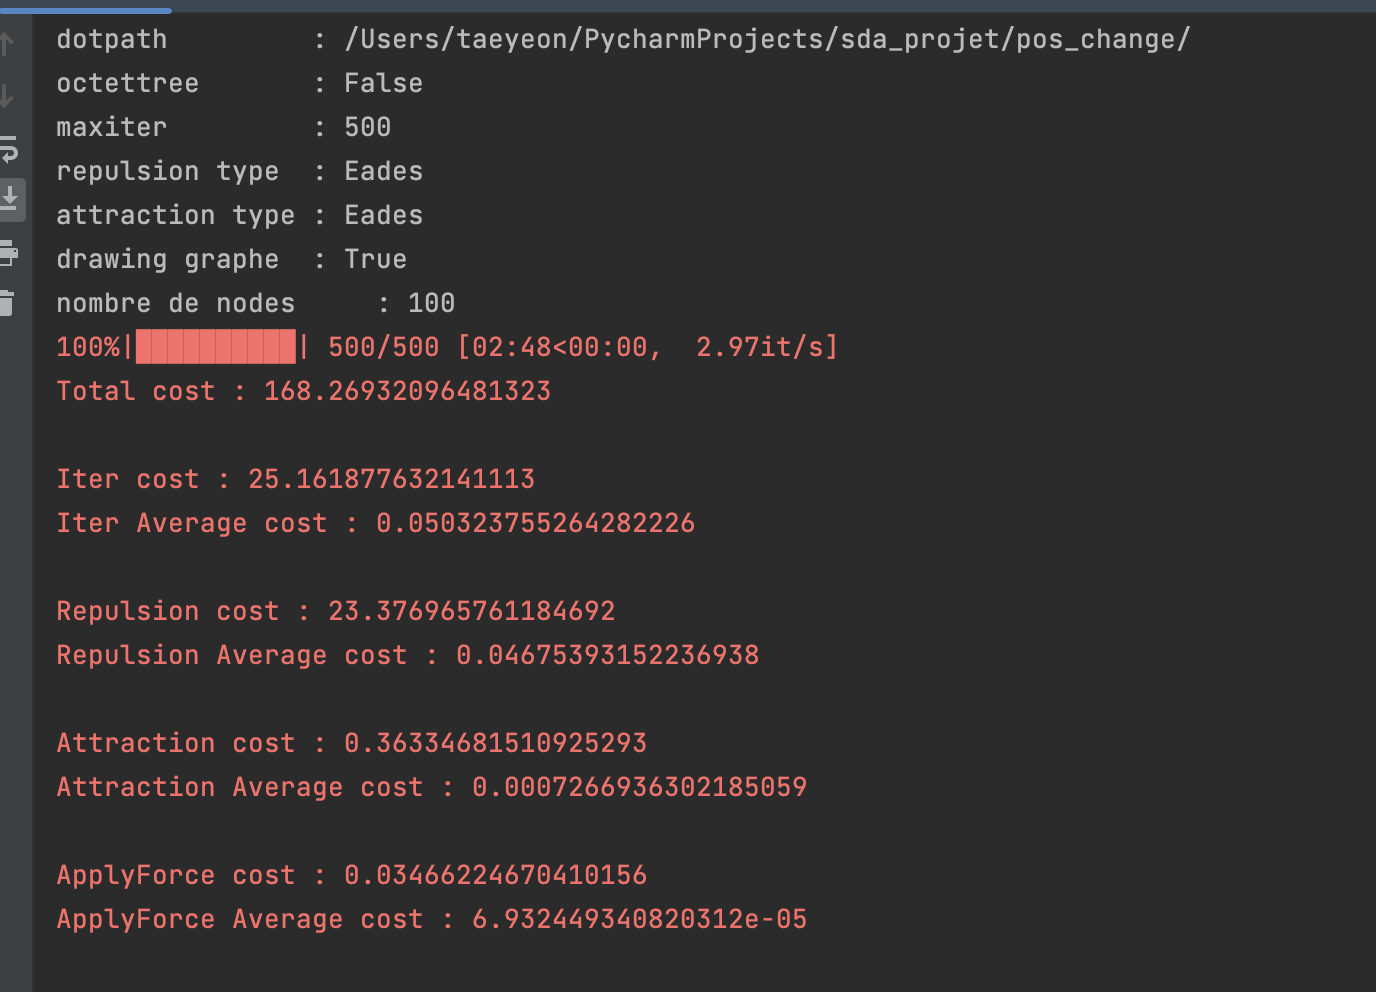 dotpath : /Users/taeyeon/PycharmProjects/sda_projet/pos_change/
octettree : False
maxiter : 500
repulsion type : Eades
attraction type : Eades
drawing graphe : True
nombre de nodes : 100
100%|██████████| 500/500 [02:48<00:00, 2.97it/s]
Total cost : 168.26932096481323
Iter cost : 25.161877632141113
Iter Average cost : 0.050323755264282226
Repulsion cost : 23.376965761184692
Repulsion Average cost : 0.04675393152236938
Attraction cost : 0.36334681510925293
Attraction Average cost : 0.0007266936302185059
ApplyForce cost : 0.03466224670410156
ApplyForce Average cost : 6.932449340820312e-05